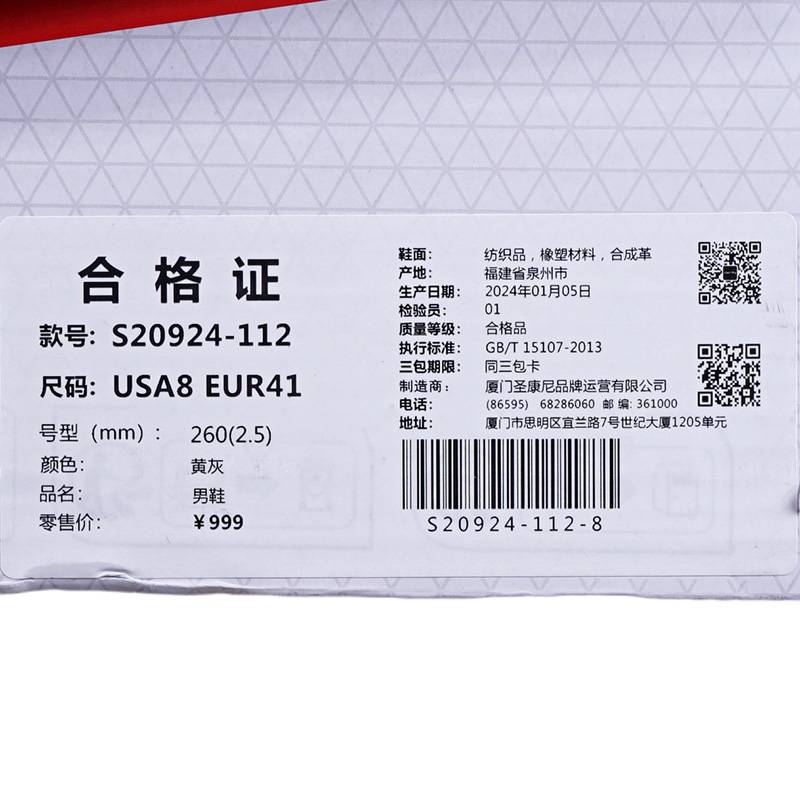 合格证
款号: S20924-112
尺码: USA8 EUR41
号型（mm）: 260(2.5)
颜色: 黄灰
品名: 男鞋
零售价: ￥999
鞋面: 纺织品，橡塑材料，合成革
产地: 福建省泉州市
生产日期: 2024年01月05日
检验员: 01
质量等级: 合格品
执行标准: GB/T 15107-2013
三包期限: 同三包卡
制造商: 厦门圣康尼品牌运营有限公司
电话: (86595) 68286060 邮 编: 361000
地址: 厦门市思明区宜兰路7号世纪大厦1205单元
S20924-112-8